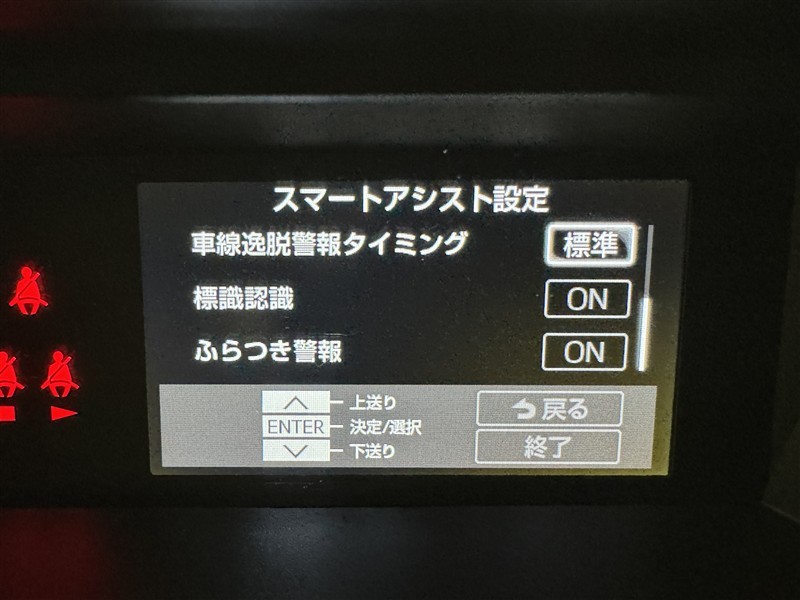 スマートアシスト設定
車線逸脱警報タイミング 標準
標識認識 ON
ふらつき警報 ON
上送り
ENTER 決定/選択
下送り
戻る
終了